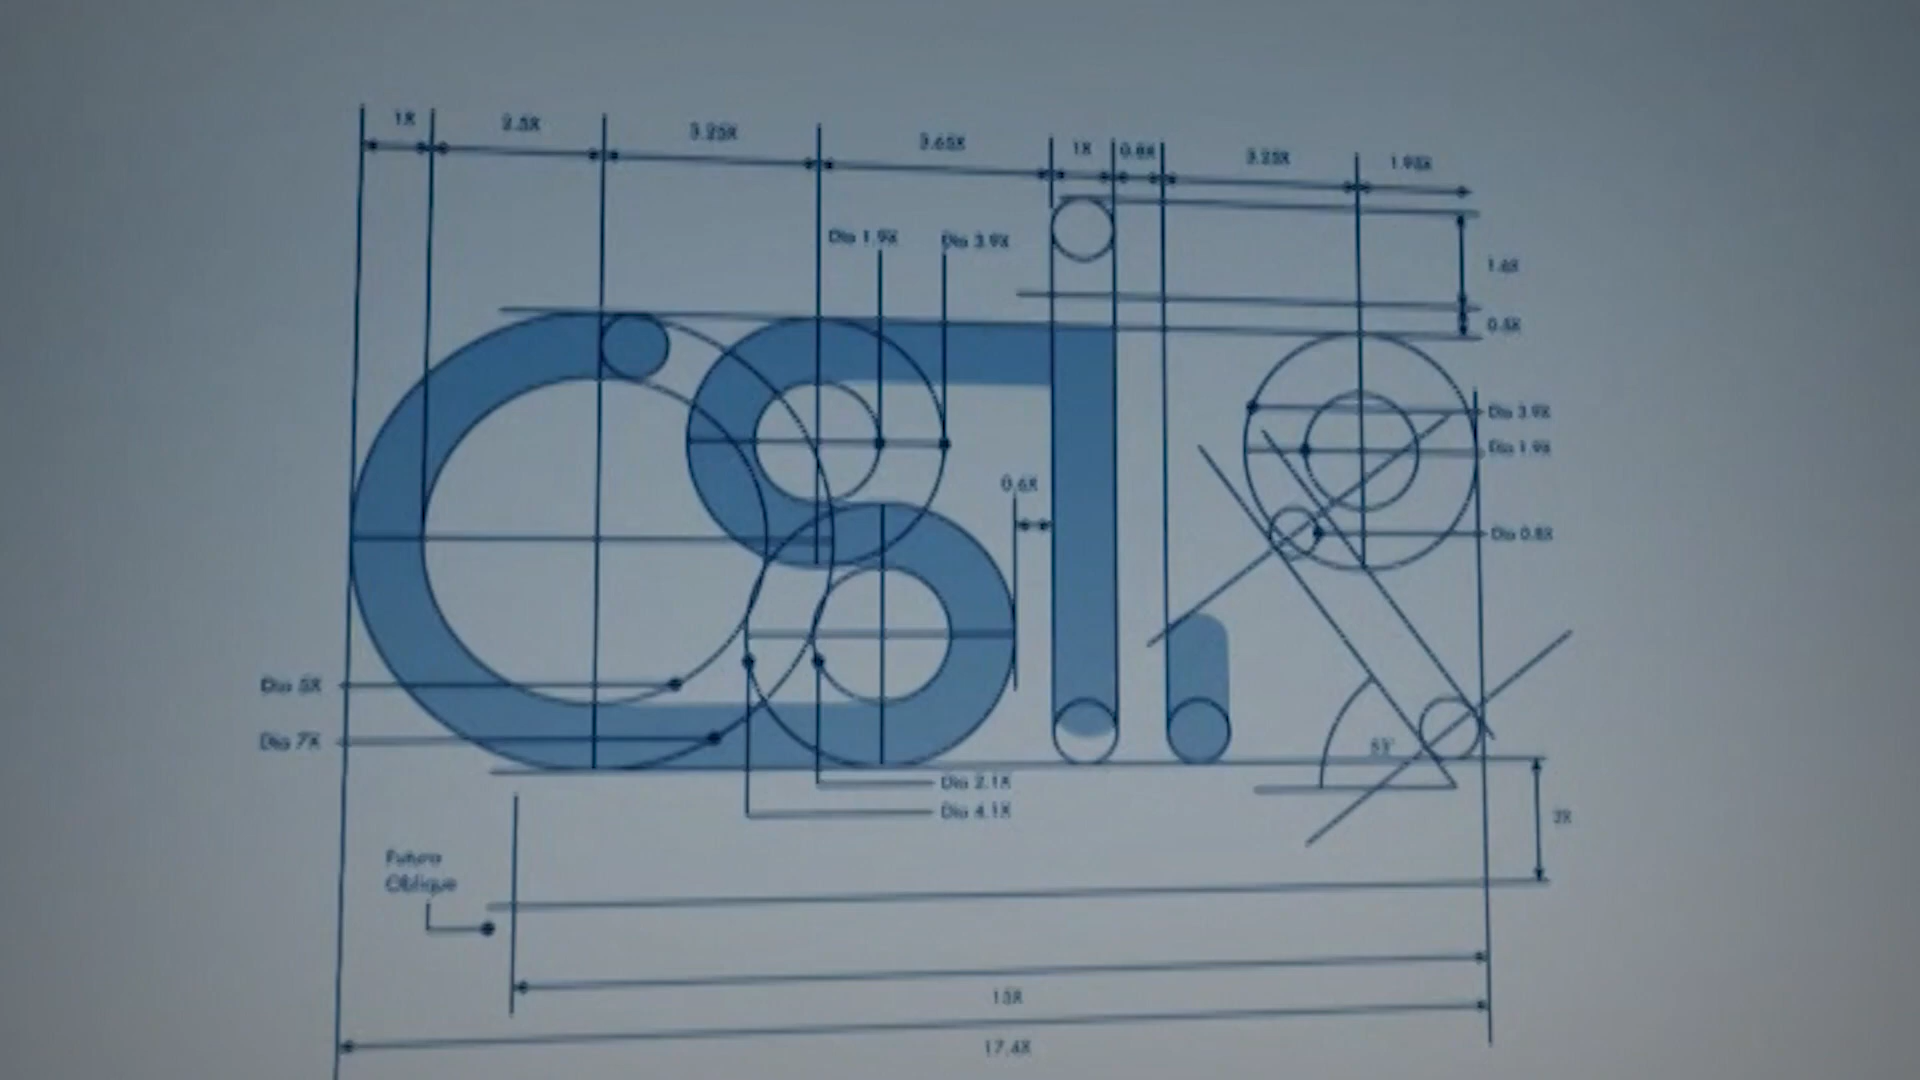 1X 2.5X 3.25X 3.65X 1X 0.8X 3.25X 1.95X
Dia 1.9X Dia 3.9X
1.6X
0.5X
Dia 3.9X
Dia 1.9X
0.6X
Dia 0.8X
Dia 5X
Dia 7X
53°
Dia 2.1X
Dia 4.1X
Futura
Oblique
13X
17.4X